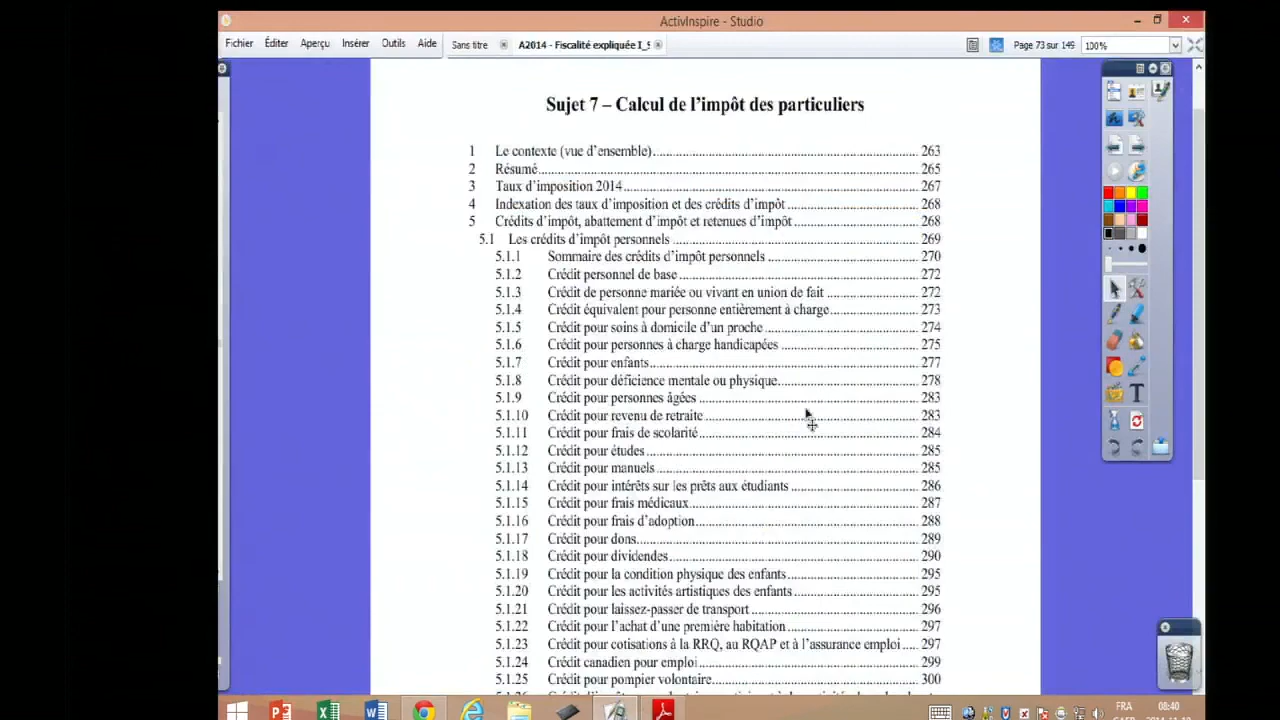 ActivInspire - Studio
Fichier Éditer Aperçu Insérer Outils Aide Sans titre A2014 - Fiscalité expliquée I_S Page 73 sur 149 100%
Sujet 7 – Calcul de l’impôt des particuliers
1 Le contexte (vue d’ensemble) 263
2 Résumé 265
3 Taux d’imposition 2014 267
4 Indexation des taux d’imposition et des crédits d’impôt 268
5 Crédits d’impôt, abattement d’impôt et retenues d’impôt 268
5.1 Les crédits d’impôt personnels 269
5.1.1 Sommaire des crédits d’impôt personnels 270
5.1.2 Crédit personnel de base 272
5.1.3 Crédit de personne mariée ou vivant en union de fait 272
5.1.4 Crédit équivalent pour personne entièrement à charge 273
5.1.5 Crédit pour soins à domicile d’un proche 274
5.1.6 Crédit pour personnes à charge handicapées 275
5.1.7 Crédit pour enfants 277
5.1.8 Crédit pour déficience mentale ou physique 278
5.1.9 Crédit pour personnes âgées 283
5.1.10 Crédit pour revenu de retraite 283
5.1.11 Crédit pour frais de scolarité 284
5.1.12 Crédit pour études 285
5.1.13 Crédit pour manuels 285
5.1.14 Crédit pour intérêts sur les prêts aux étudiants 286
5.1.15 Crédit pour frais médicaux 287
5.1.16 Crédit pour frais d’adoption 288
5.1.17 Crédit pour dons 289
5.1.18 Crédit pour dividendes 290
5.1.19 Crédit pour la condition physique des enfants 295
5.1.20 Crédit pour les activités artistiques des enfants 295
5.1.21 Crédit pour laissez-passer de transport 296
5.1.22 Crédit pour l’achat d’une première habitation 297
5.1.23 Crédit pour cotisations à la RRQ, au RQAP et à l’assurance emploi 297
5.1.24 Crédit canadien pour emploi 299
5.1.25 Crédit pour pompier volontaire 300
FRA 08:40